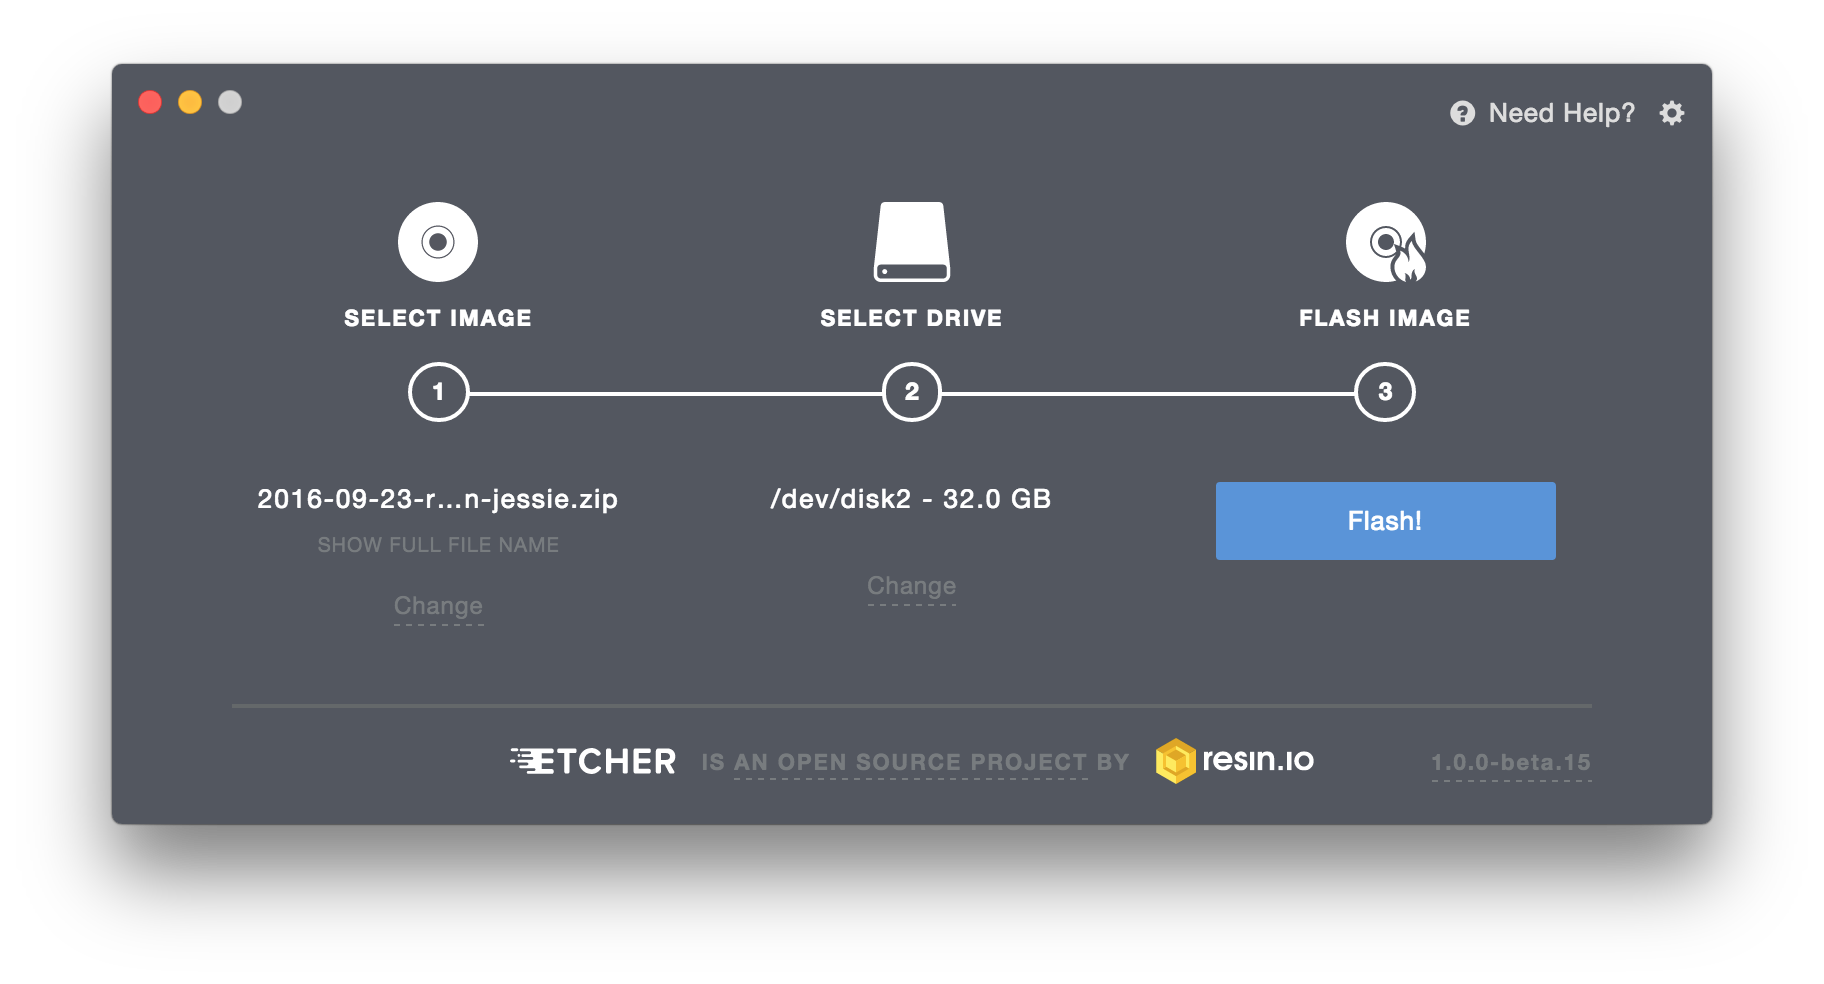 Need Help?
SELECT IMAGE
SELECT DRIVE
FLASH IMAGE
1
2
3
2016-09-23-r...n-jessie.zip
SHOW FULL FILE NAME
Change
/dev/disk2 - 32.0 GB
Change
Flash!
ETCHER IS AN OPEN SOURCE PROJECT BY resin.io
1.0.0-beta.15